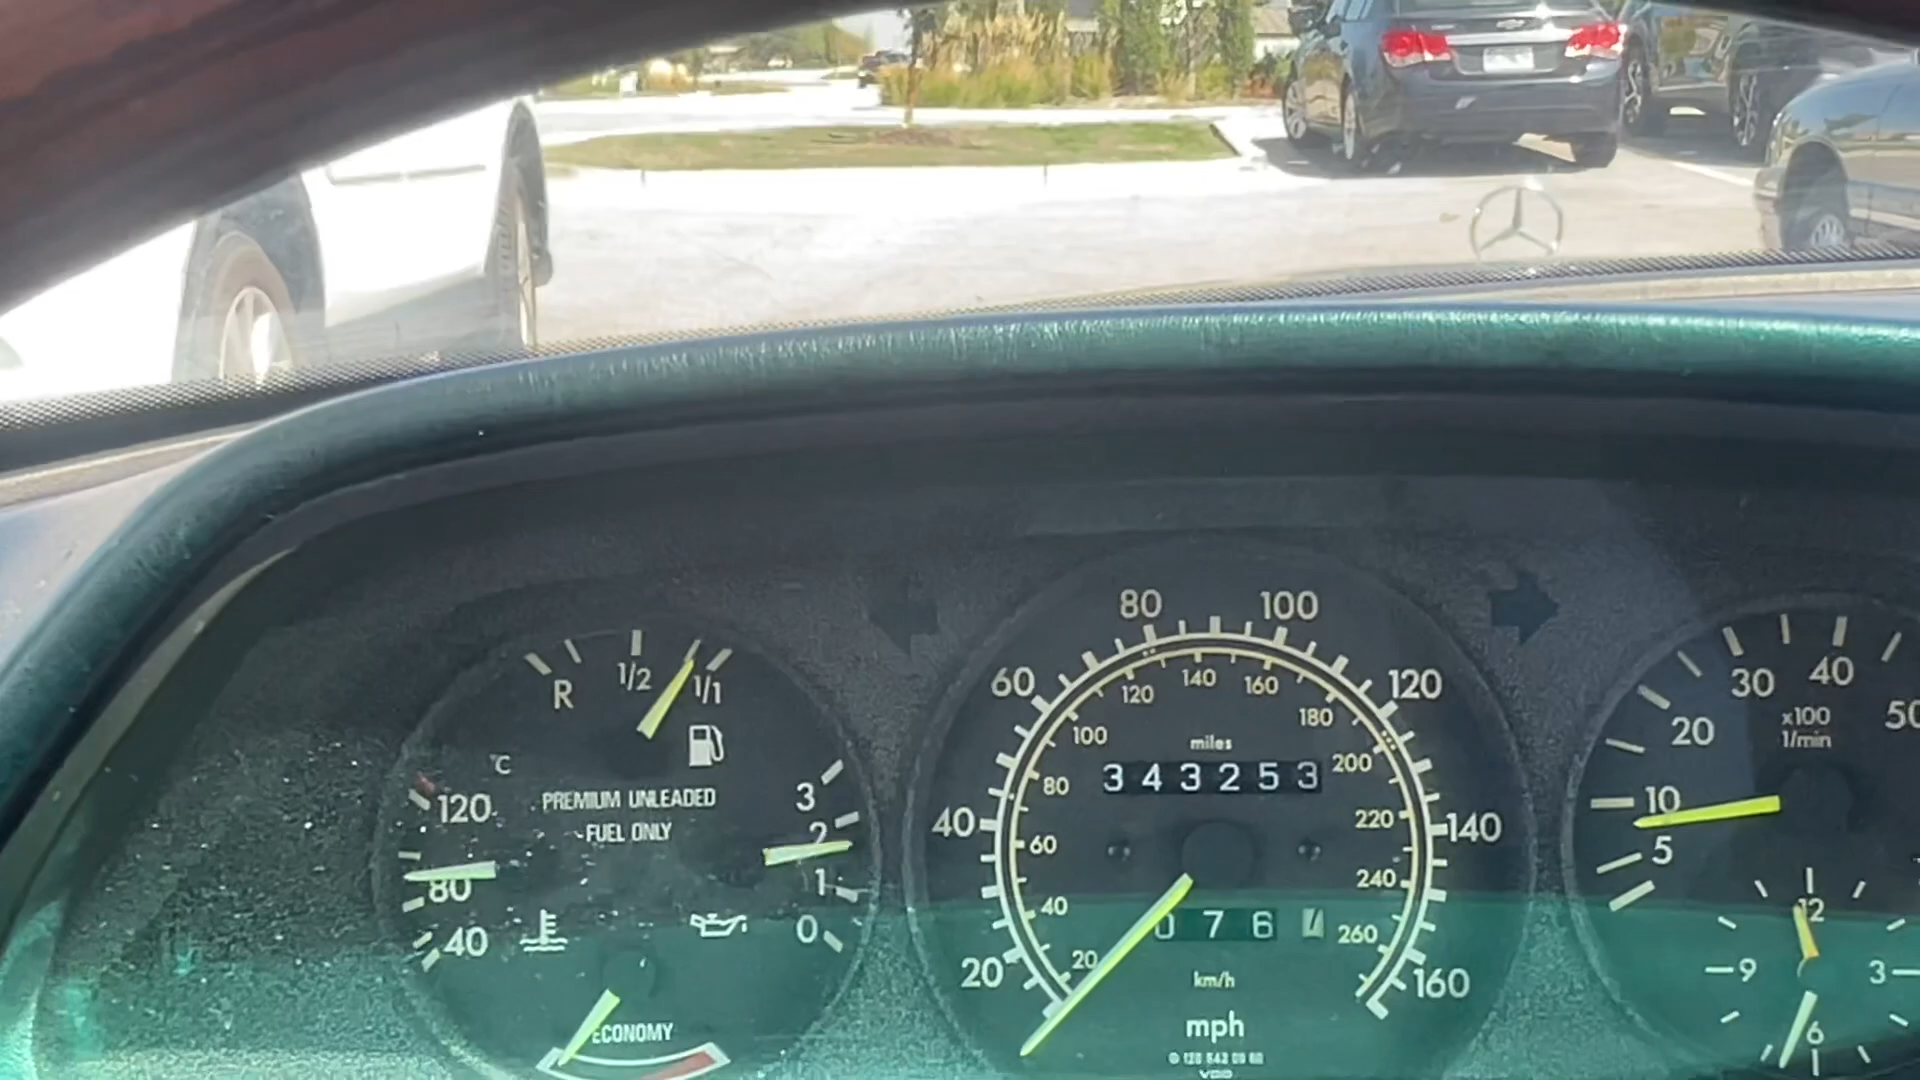 R 1/2 1/1
°C
120
80
40
PREMIUM UNLEADED
FUEL ONLY
3
2
1
0
ECONOMY
20 40 60 80 100 120 140 160
20 40 60 80 100 120 140 160 180 200 220 240 260
miles
343253
0 7 6
km/h
mph
VDO
5 10 20 30 40 50
x100
1/min
12
3
6
9